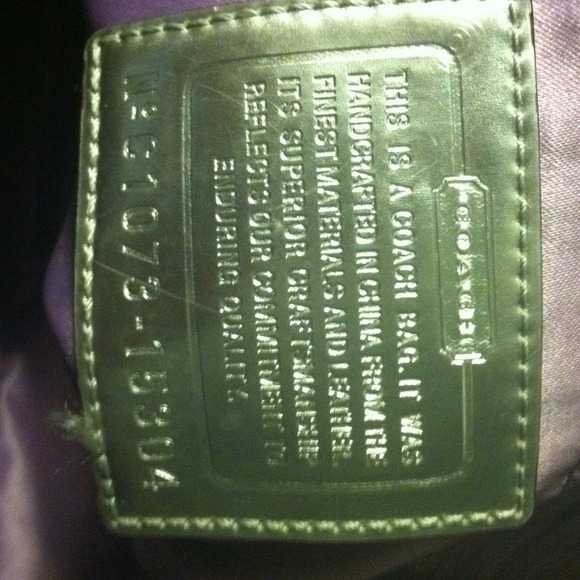 COACH
THIS IS A COACH BAG. IT WAS
HANDCRAFTED IN CHINA FROM THE
FINEST MATERIALS AND LEATHER.
ITS SUPERIOR CRAFTSMANSHIP
REFLECTS OUR COMMITMENT TO
ENDURING QUALITY.
Nº G1073-15304